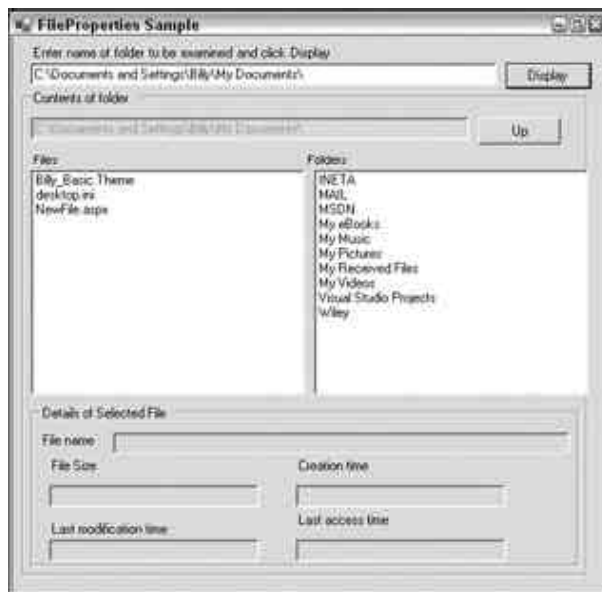 FileProperties Sample
Enter name of folder to be examined and click Display
C:\Documents and Settings\Billy\My Documents\
Display
Contents of folder
C:\Documents and Settings\Billy\My Documents\
Up
Files
Folders
Billy_Basic.Theme
desktop.ini
NewFile.aspx
INETA
MAIL
MSDN
My eBooks
My Music
My Pictures
My Recieved Files
My Videos
Visual Studio Projects
Wiley
Details of Selected File
File name
File Size
Creation time
Last modification time
Last access time